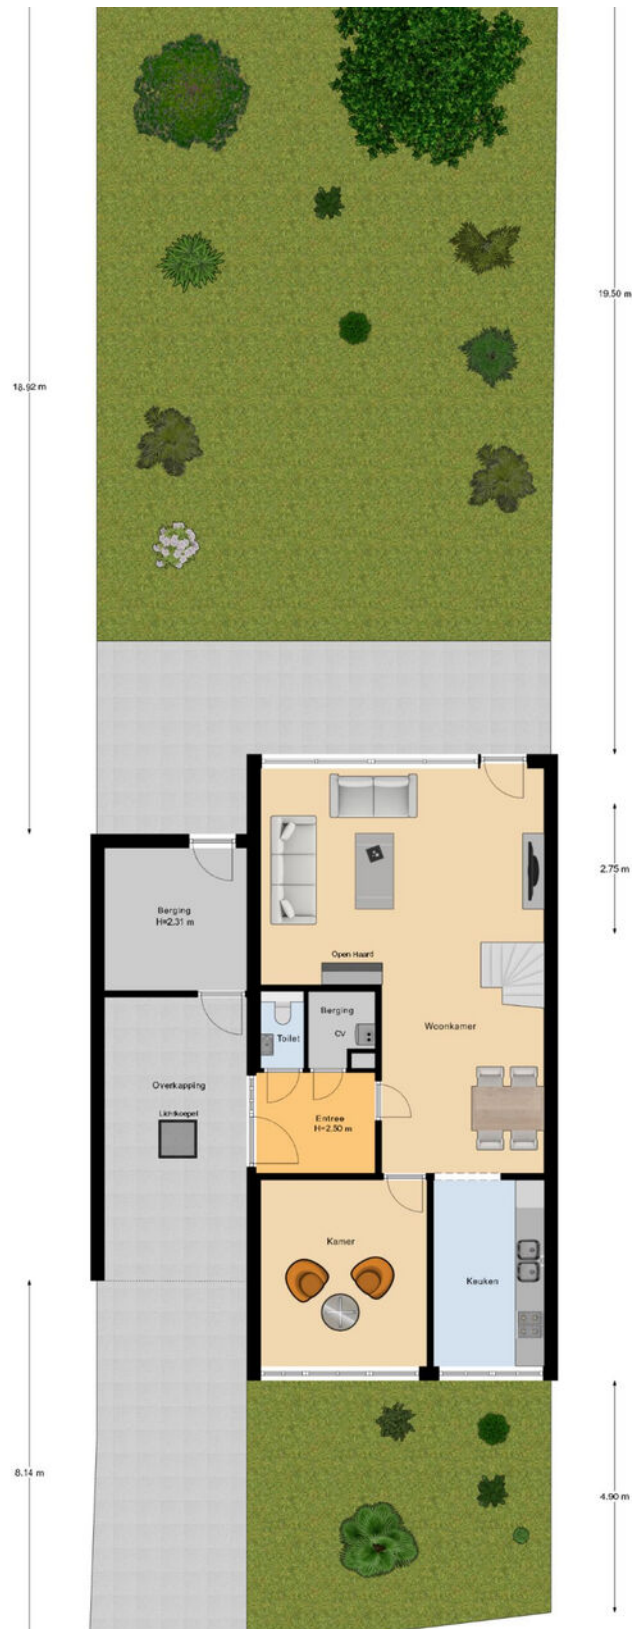 19.50 m
18.92 m
2.75 m
Berging
H=2.31 m
Open Haard
Berging
CV
Toilet
Woonkamer
Overkapping
Lichtkoepel
Entree
H=2.50 m
Kamer
Keuken
8.14 m
4.90 m